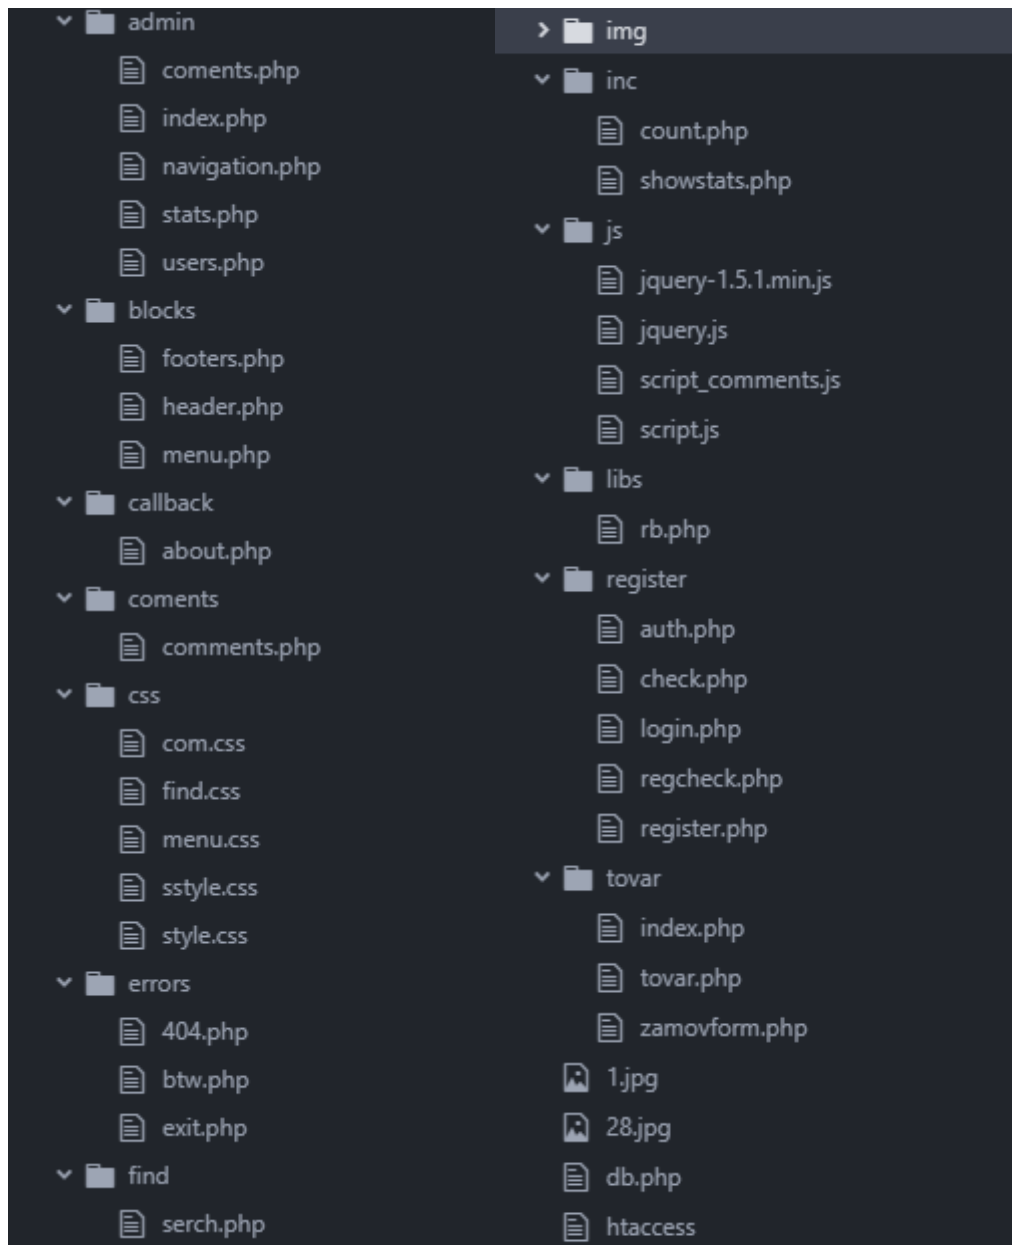 admin
coments.php
index.php
navigation.php
stats.php
users.php
blocks
footers.php
header.php
menu.php
callback
about.php
coments
comments.php
css
com.css
find.css
menu.css
sstyle.css
style.css
errors
404.php
btw.php
exit.php
find
serch.php
img
inc
count.php
showstats.php
js
jquery-1.5.1.min.js
jquery.js
script_comments.js
script.js
libs
rb.php
register
auth.php
check.php
login.php
regcheck.php
register.php
tovar
index.php
tovar.php
zamovform.php
1.jpg
28.jpg
db.php
htaccess